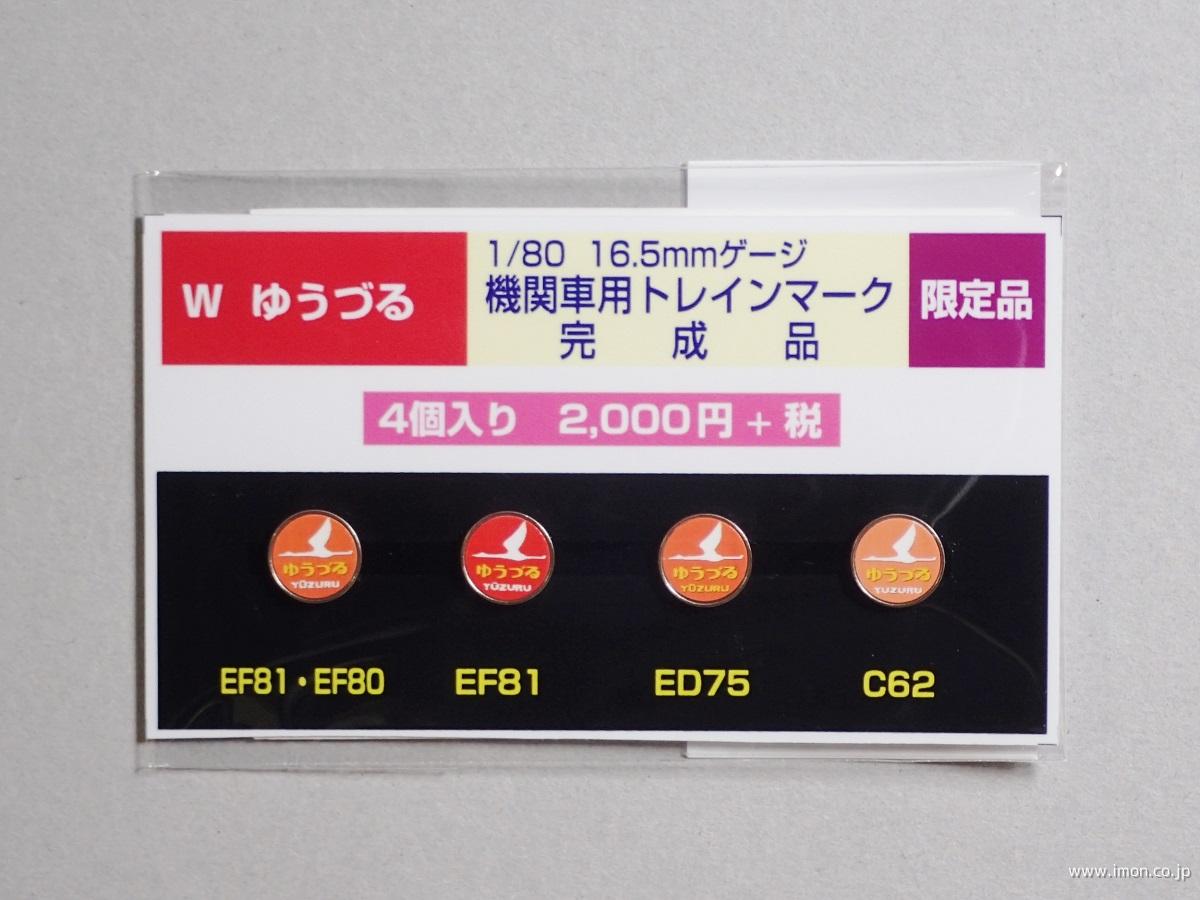 W ゆうづる
1/80 16.5mmゲージ
機関車用トレインマーク
完成品
限定品
4個入り 2,000円+税
ゆうづる
YŪZURU
ゆうづる
YŪZURU
ゆうづる
YŪZURU
ゆうづる
YUZURU
EF81・EF80
EF81
ED75
C62
www.imon.co.jp